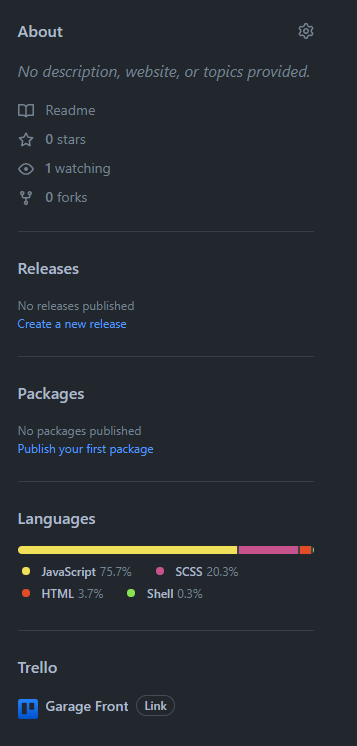 About
No description, website, or topics provided.
Readme
0 stars
1 watching
0 forks
Releases
No releases published
Create a new release
Packages
No packages published
Publish your first package
Languages
JavaScript 75.7% SCSS 20.3%
HTML 3.7% Shell 0.3%
Trello
Garage Front Link